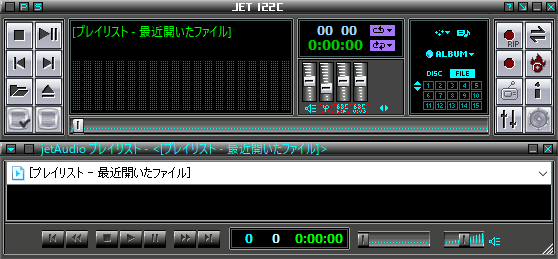 JET 122C
[プレイリスト - 最近開いたファイル]
00 00
0:00:00
ALBUM
DISC FILE
1 2 3 4 5
6 7 8 9 10
11 12 13 14 15
RIP
jetAudio プレイリスト - <[プレイリスト - 最近開いたファイル]>
[プレイリスト - 最近開いたファイル]
0 0 0:00:00